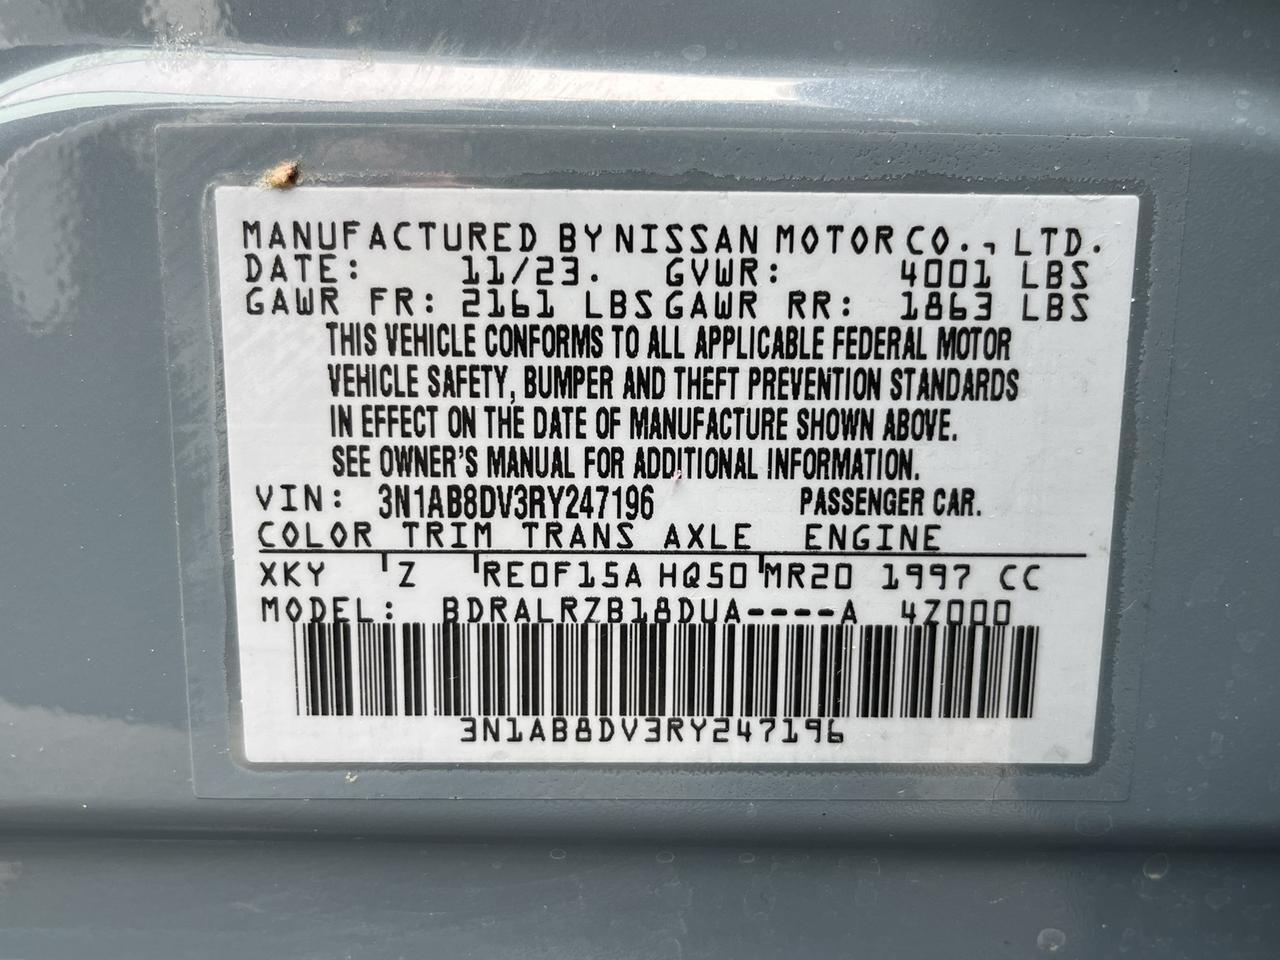 MANUFACTURED BY NISSAN MOTOR CO., LTD.
DATE: 11/23. GVWR: 4001 LBS
GAWR FR: 2161 LBS GAWR RR: 1863 LBS
THIS VEHICLE CONFORMS TO ALL APPLICABLE FEDERAL MOTOR
VEHICLE SAFETY, BUMPER AND THEFT PREVENTION STANDARDS
IN EFFECT ON THE DATE OF MANUFACTURE SHOWN ABOVE.
SEE OWNER'S MANUAL FOR ADDITIONAL INFORMATION.
VIN: 3N1AB8DV3RY247196 PASSENGER CAR.
COLOR TRIM TRANS AXLE ENGINE
XKY Z RE0F15A HQ50 MR20 1997 CC
MODEL: BDRALRZB18DUA----A 4Z000
3N1AB8DV3RY247196